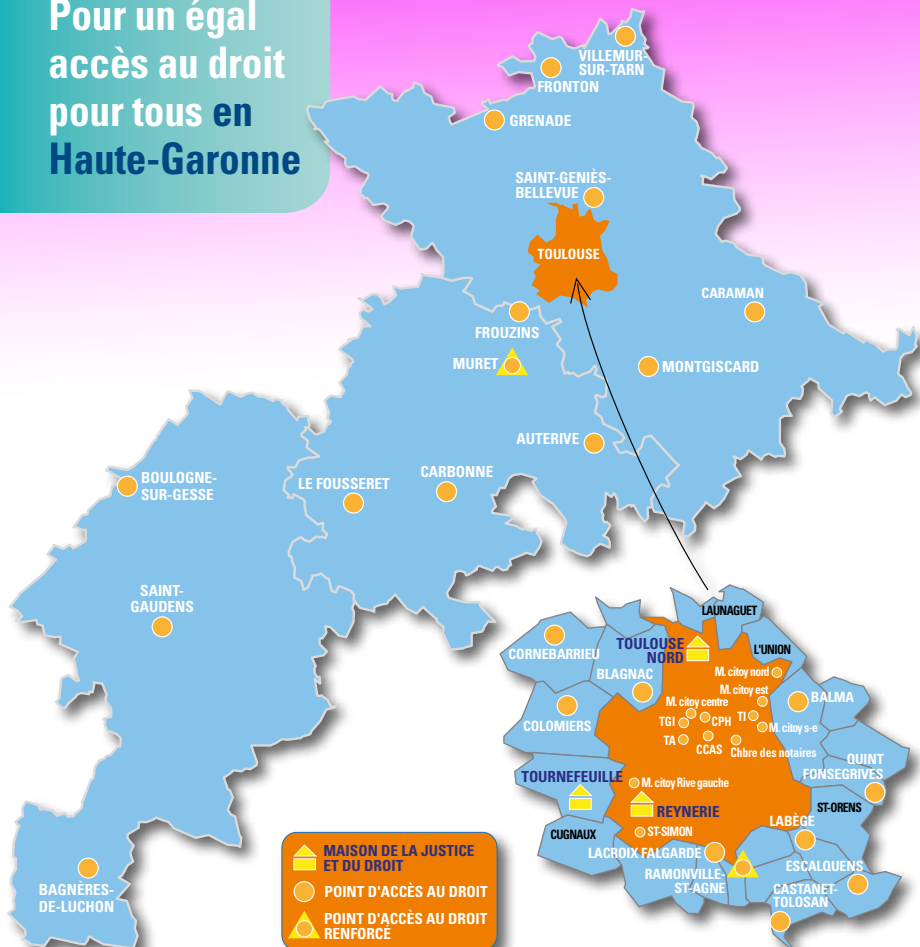 Pour un égal
accès au droit
pour tous en
Haute-Garonne
VILLEMUR-
SUR-TARN
FRONTON
GRENADE
SAINT-GENIÈS-
BELLEVUE
TOULOUSE
CARAMAN
FROUZINS
MURET
MONTGISCARD
AUTERIVE
CARBONNE
LE FOUSSERET
BOULOGNE-
SUR-GESSE
SAINT-
GAUDENS
BAGNÈRES-
DE-LUCHON
LAUNAGUET
CORNEBARRIEU
TOULOUSE
NORD
L'UNION
BLAGNAC
M. citoy nord
M. citoy est
BALMA
M. citoy centre
COLOMIERS
TGI
CPH
TI
M. citoy s-e
TA
CCAS
Chbre des notaires
QUINT
FONSEGRIVES
TOURNEFEUILLE
M. citoy Rive gauche
REYNERIE
ST-ORENS
LABÈGE
CUGNAUX
ST-SIMON
LACROIX FALGARDE
RAMONVILLE-
ST-AGNE
ESCALQUENS
CASTANET-
TOLOSAN
MAISON DE LA JUSTICE
ET DU DROIT
POINT D'ACCÈS AU DROIT
POINT D'ACCÈS AU DROIT
RENFORCÉ